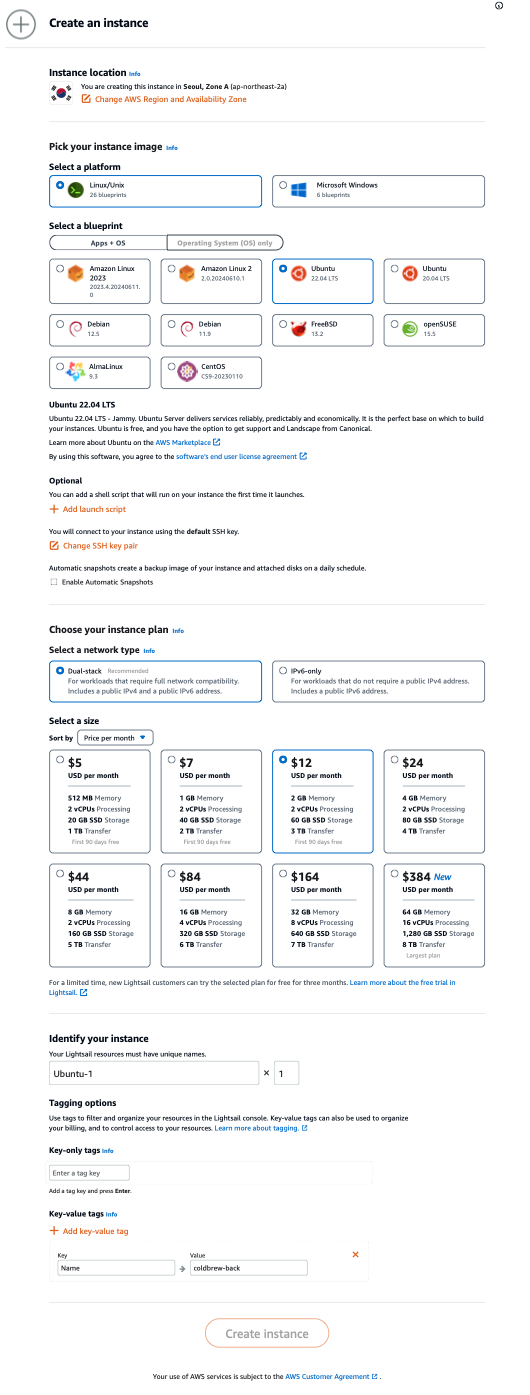 Create an instance
Instance location Info
You are creating this instance in Seoul, Zone A (ap-northeast-2a)
Change AWS Region and Availability Zone
Pick your instance image Info
Select a platform
Linux/Unix
26 blueprints
Microsoft Windows
6 blueprints
Select a blueprint
Apps + OS
Operating System (OS) only
Amazon Linux
2023
2023.4.20240611.
0
Amazon Linux 2
2.0.20240610.1
Ubuntu
22.04 LTS
Ubuntu
20.04 LTS
Debian
12.5
Debian
11.9
FreeBSD
13.2
openSUSE
15.5
AlmaLinux
9.3
CentOS
CS9-20230110
Ubuntu 22.04 LTS
Ubuntu 22.04 LTS - Jammy. Ubuntu Server delivers services reliably, predictably and economically. It is the perfect base on which to build
your instances. Ubuntu is free, and you have the option to get support and Landscape from Canonical.
Learn more about Ubuntu on the AWS Marketplace
By using this software, you agree to the software's end user license agreement
Optional
You can add a shell script that will run on your instance the first time it launches.
+ Add launch script
You will connect to your instance using the default SSH key.
Change SSH key pair
Automatic snapshots create a backup image of your instance and attached disks on a daily schedule.
Enable Automatic Snapshots
Choose your instance plan Info
Select a network type Info
Dual-stack Recommended
For workloads that require full network compatibility.
Includes a public IPv4 and a public IPv6 address.
IPv6-only
For workloads that do not require a public IPv4 address.
Includes a public IPv6 address.
Select a size
Sort by Price per month
$5
USD per month
512 MB Memory
2 vCPUs Processing
20 GB SSD Storage
1 TB Transfer
First 90 days free
$7
USD per month
1 GB Memory
2 vCPUs Processing
40 GB SSD Storage
2 TB Transfer
First 90 days free
$12
USD per month
2 GB Memory
2 vCPUs Processing
60 GB SSD Storage
3 TB Transfer
First 90 days free
$24
USD per month
4 GB Memory
2 vCPUs Processing
80 GB SSD Storage
4 TB Transfer
$44
USD per month
8 GB Memory
2 vCPUs Processing
160 GB SSD Storage
5 TB Transfer
$84
USD per month
16 GB Memory
4 vCPUs Processing
320 GB SSD Storage
6 TB Transfer
$164
USD per month
32 GB Memory
8 vCPUs Processing
640 GB SSD Storage
7 TB Transfer
$384 New
USD per month
64 GB Memory
16 vCPUs Processing
1,280 GB SSD Storage
8 TB Transfer
Largest plan
For a limited time, new Lightsail customers can try the selected plan for free for three months. Learn more about the free trial in
Lightsail.
Identify your instance
Your Lightsail resources must have unique names.
Ubuntu-1 × 1
Tagging options
Use tags to filter and organize your resources in the Lightsail console. Key-value tags can also be used to organize
your billing, and to control access to your resources. Learn more about tagging.
Key-only tags Info
Enter a tag key
Add a tag key and press Enter.
Key-value tags Info
+ Add key-value tag
Key Value
Name → coldbrew-back
Create instance
Your use of AWS services is subject to the AWS Customer Agreement .